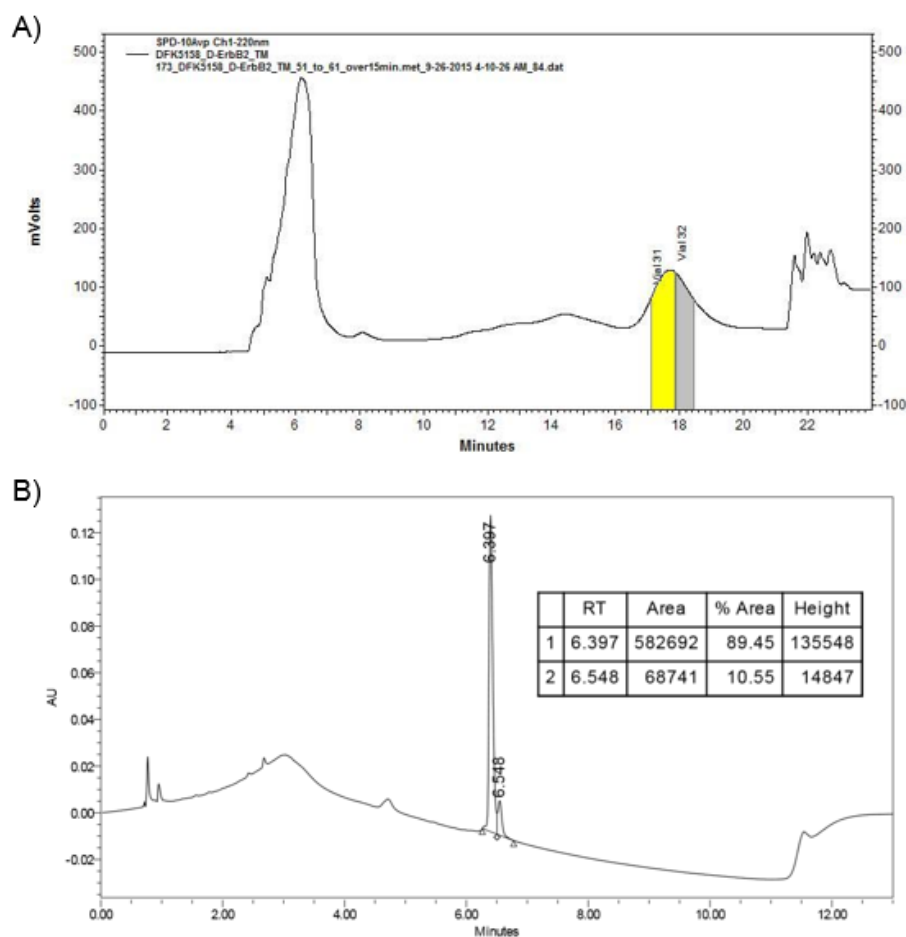 A)
SPD-10Avp Ch1-220nm
DFK5158_D-ErbB2_TM
173_DFK5158_D-ErbB2_TM_51_to_61_over15min.met_9-26-2015 4-10-26 AM_84.dat
500
400
300
200
100
0
-100
mVolts
500
400
300
200
100
0
-100
Vial 31
Vial 32
0 2 4 6 8 10 12 14 16 18 20 22
Minutes
B)
0.12
0.10
0.08
0.06
0.04
0.02
0.00
-0.02
AU
6.397
6.548
RT Area % Area Height
1 6.397 582692 89.45 135548
2 6.548 68741 10.55 14847
0.00 2.00 4.00 6.00 8.00 10.00 12.00
Minutes